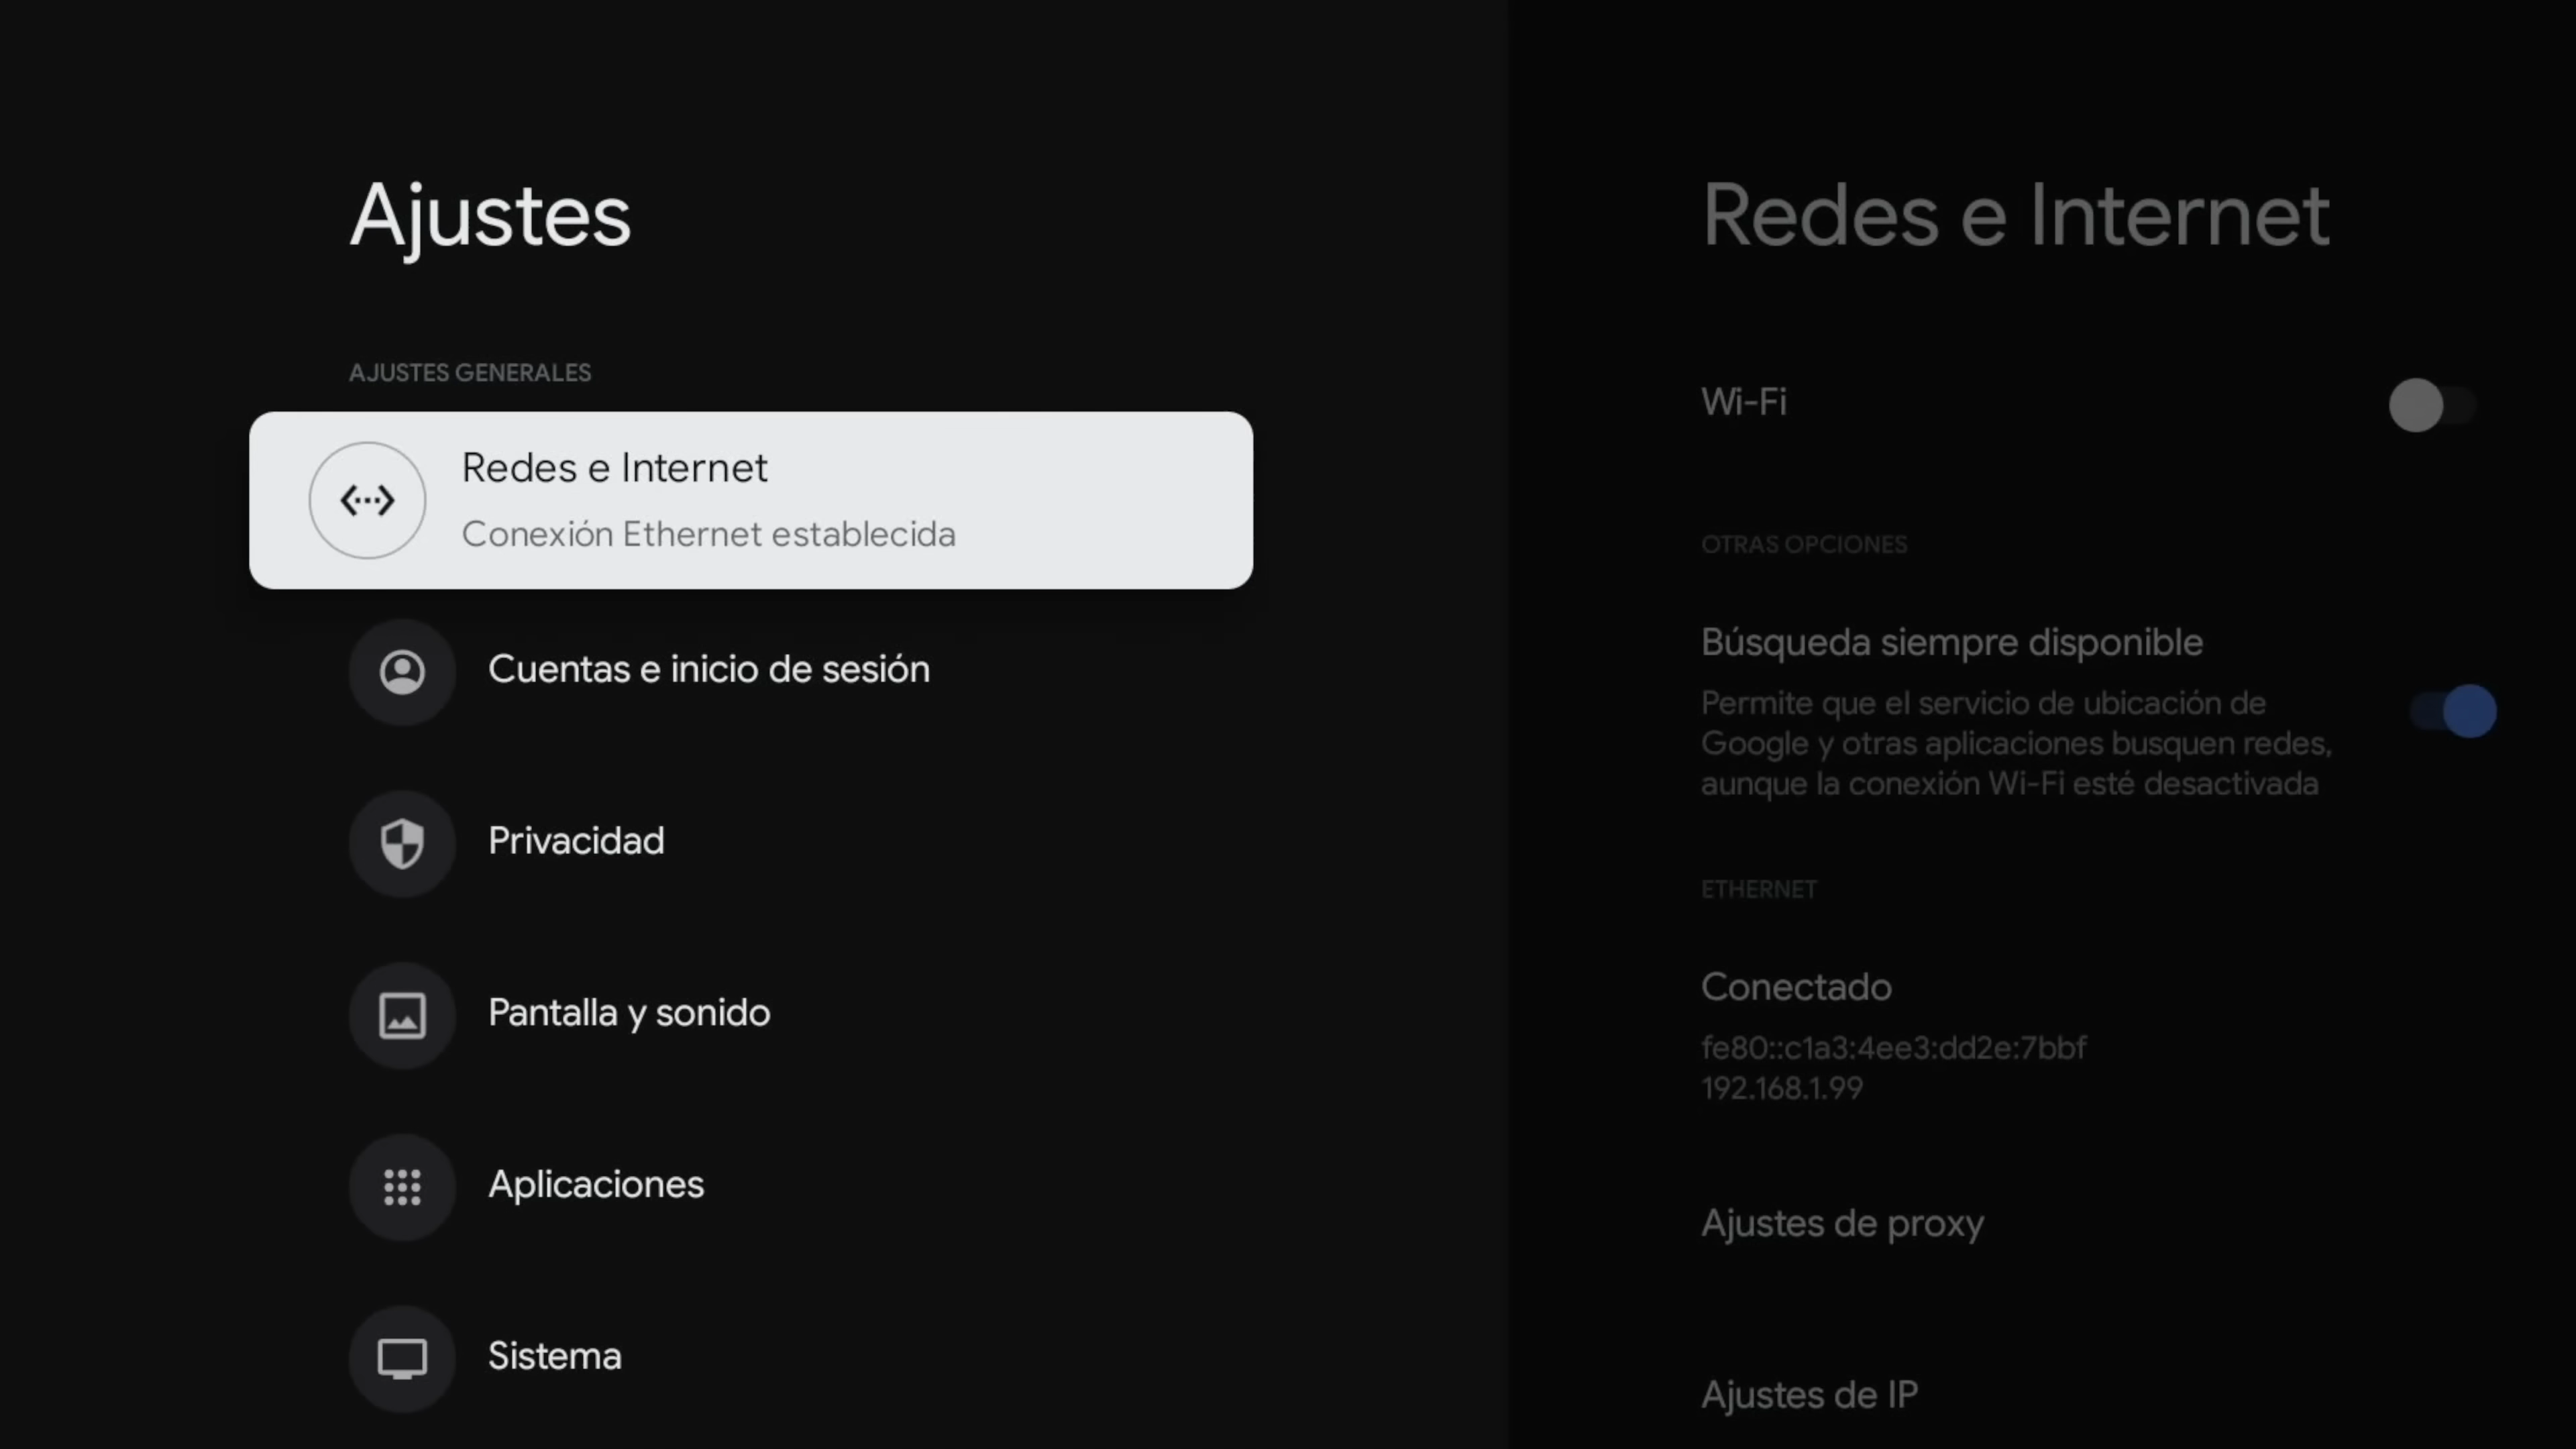 Ajustes
AJUSTES GENERALES
Redes e Internet
Conexión Ethernet establecida
Cuentas e inicio de sesión
Privacidad
Pantalla y sonido
Aplicaciones
Sistema
Redes e Internet
Wi-Fi
OTRAS OPCIONES
Búsqueda siempre disponible
Permite que el servicio de ubicación de
Google y otras aplicaciones busquen redes,
aunque la conexión Wi-Fi esté desactivada
ETHERNET
Conectado
fe80::c1a3:4ee3:dd2e:7bbf
192.168.1.99
Ajustes de proxy
Ajustes de IP